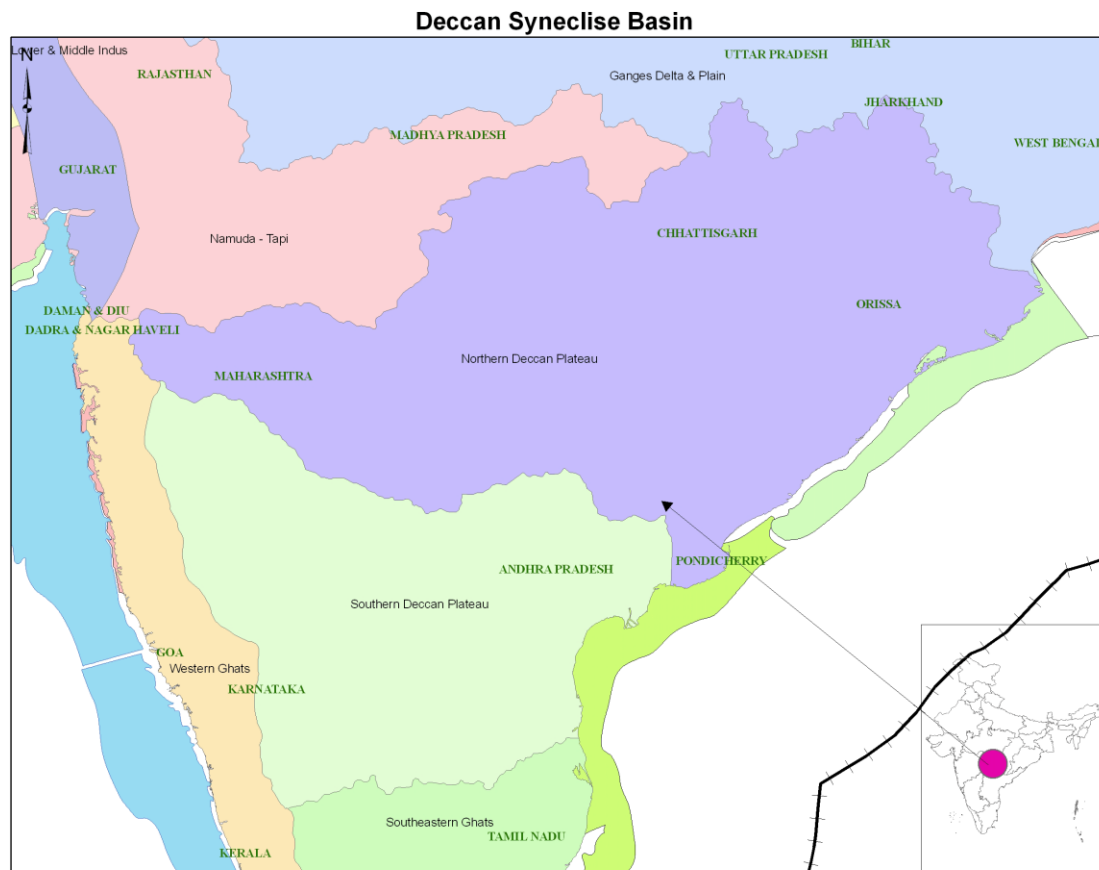 Deccan Syneclise Basin
Lower & Middle Indus
N
BIHAR
UTTAR PRADESH
RAJASTHAN
Ganges Delta & Plain
JHARKHAND
MADHYA PRADESH
WEST BENGAL
GUJARAT
CHHATTISGARH
Namuda - Tapi
ORISSA
DAMAN & DIU
DADRA & NAGAR HAVELI
Northern Deccan Plateau
MAHARASHTRA
PONDICHERRY
ANDHRA PRADESH
Southern Deccan Plateau
GOA
Western Ghats
KARNATAKA
Southeastern Ghats
TAMIL NADU
KERALA